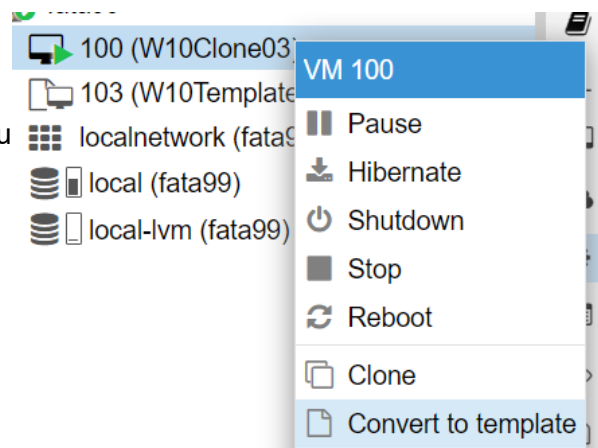 100 (W10Clone03)
103 (W10Template
u
localnetwork (fata9
local (fata99)
local-lvm (fata99)
VM 100
Pause
Hibernate
Shutdown
Stop
Reboot
Clone
Convert to template